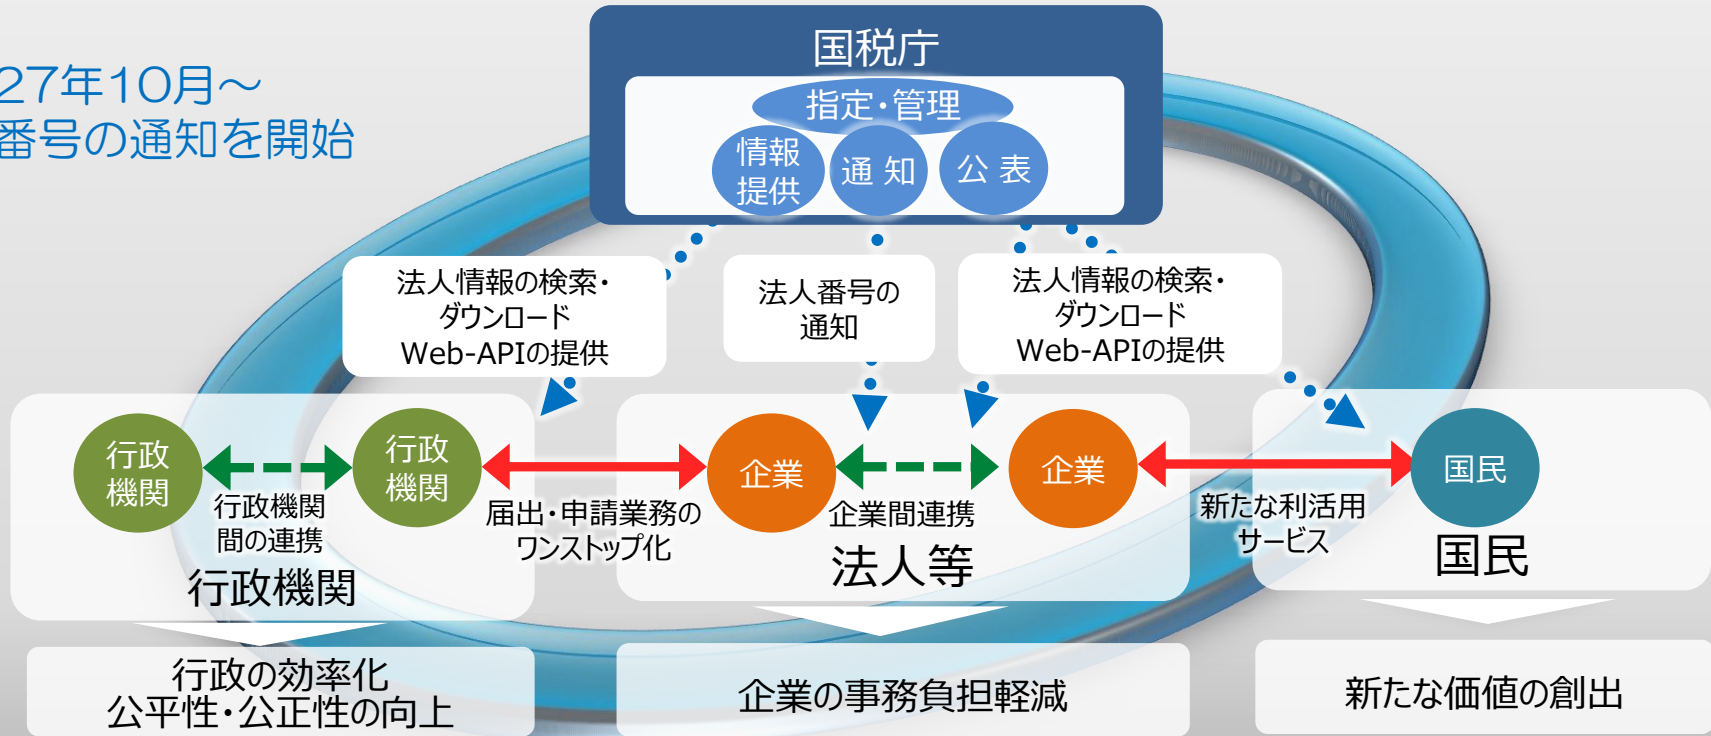 国税庁
27年10月～
番号の通知を開始
指定・管理
情報
提供
通 知
公 表
法人情報の検索・
ダウンロード
Web-APIの提供
法人番号の
通知
法人情報の検索・
ダウンロード
Web-APIの提供
行政
機関
行政
機関
企業
企業
国民
行政機関
間の連携
届出・申請業務の
ワンストップ化
企業間連携
新たな利活用
サービス
行政機関
法人等
国民
行政の効率化
公平性・公正性の向上
企業の事務負担軽減
新たな価値の創出